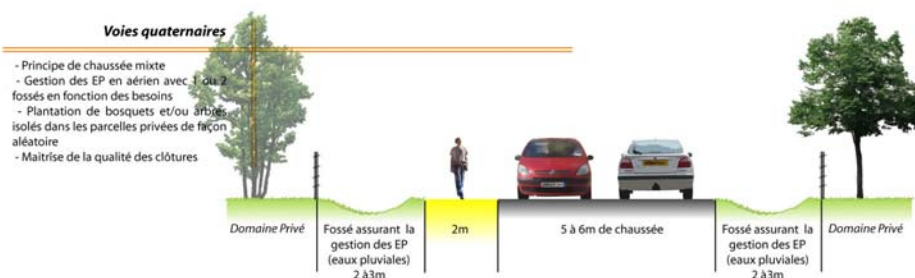 Voies quaternaires
- Principe de chaussée mixte
- Gestion des EP en aérien avec 1 ou 2
fossés en fonction des besoins
- Plantation de bosquets et/ou arbres
isolés dans les parcelles privées de façon
aléatoire
- Maitrîse de la qualité des clôtures
Domaine Privé
Fossé assurant la
gestion des EP
(eaux pluviales)
2 à3m
2m
5 à 6m de chaussée
Fossé assurant la
gestion des EP
(eaux pluviales)
2 à3m
Domaine Privé